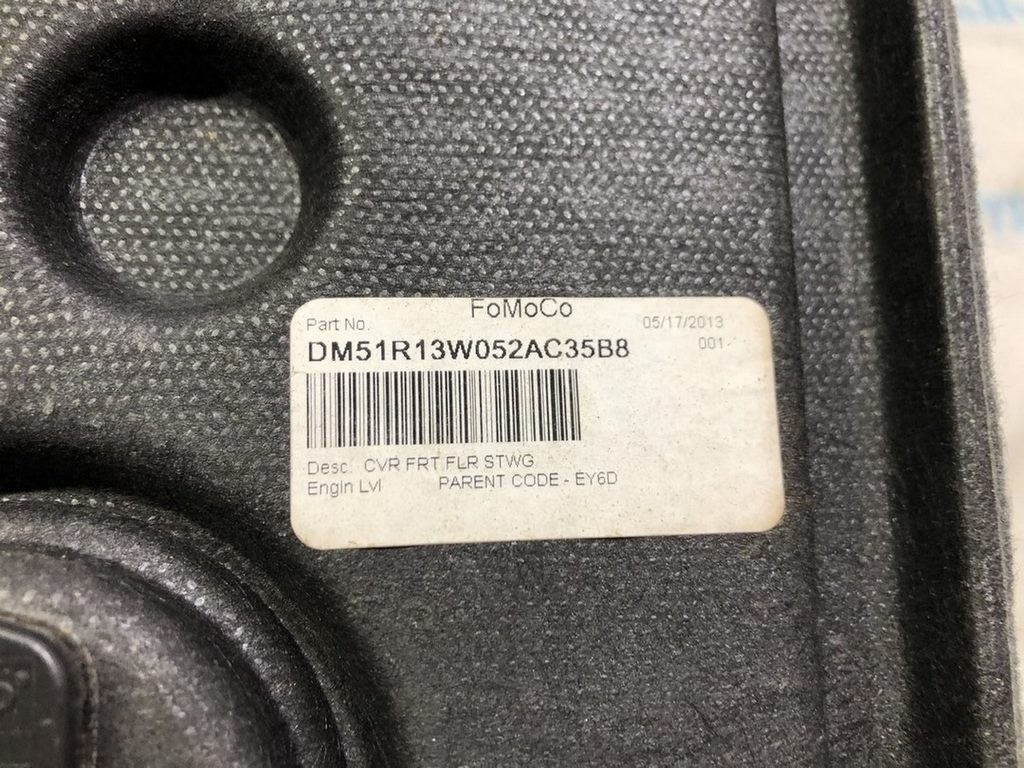 FoMoCo
Part No.
05/17/2013
DM51R13W052AC35B8
001
Desc. CVR FRT FLR STWG
Engin Lvl PARENT CODE - EY6D